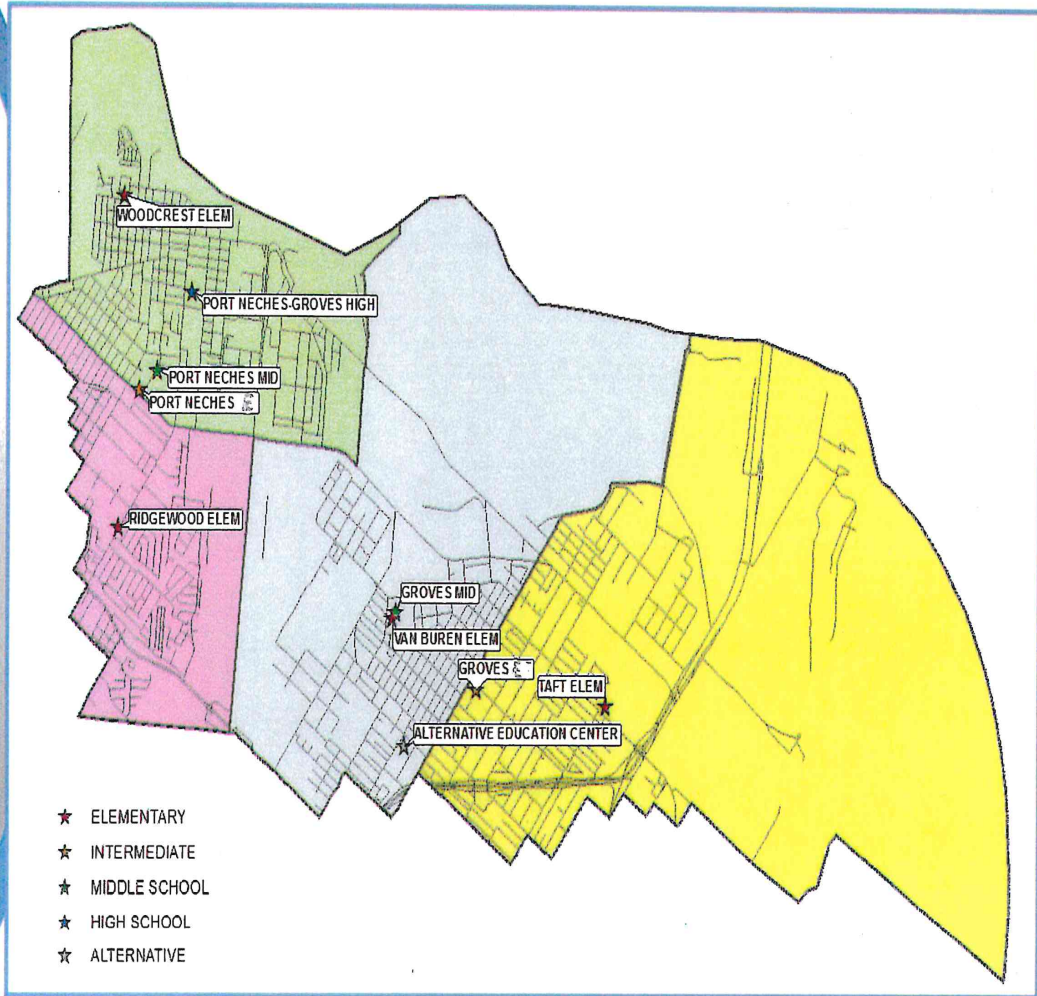 WOODCREST ELEM
PORT NECHES-GROVES HIGH
PORT NECHES MID
PORT NECHES E
RIDGEWOOD ELEM
GROVES MID
VAN BUREN ELEM
GROVES
TAFT ELEM
ALTERNATIVE EDUCATION CENTER
ELEMENTARY
INTERMEDIATE
MIDDLE SCHOOL
HIGH SCHOOL
ALTERNATIVE